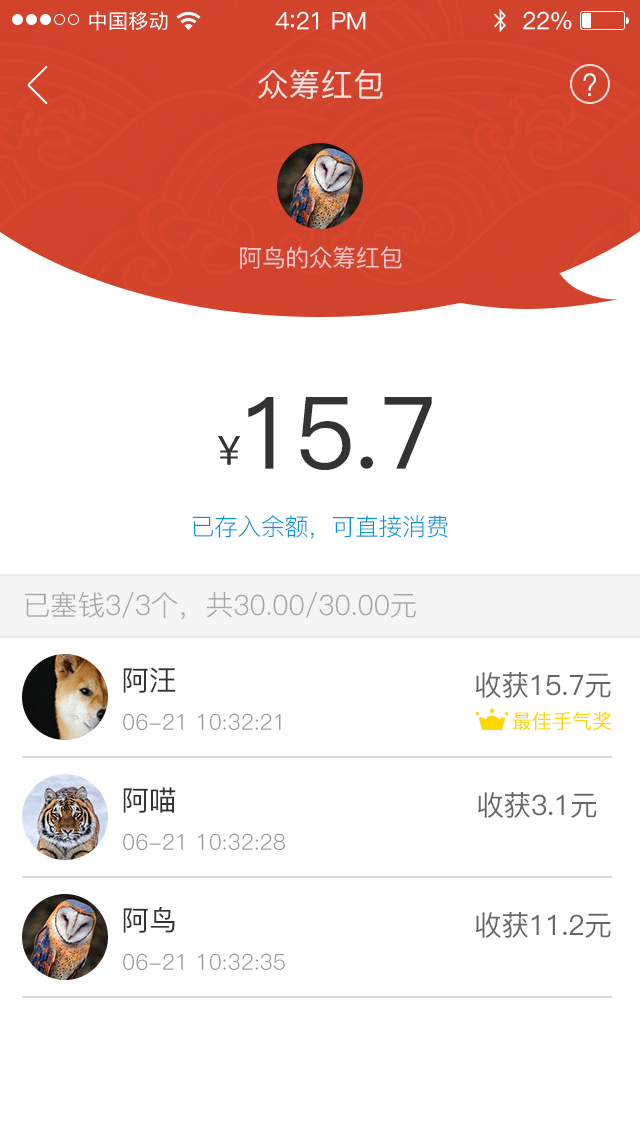 中国移动 4:21 PM 22%
众筹红包 ?
阿鸟的众筹红包
¥15.7
已存入余额，可直接消费
已塞钱3/3个，共30.00/30.00元
阿汪 收获15.7元
06-21 10:32:21 最佳手气奖
阿喵 收获3.1元
06-21 10:32:28
阿鸟 收获11.2元
06-21 10:32:35